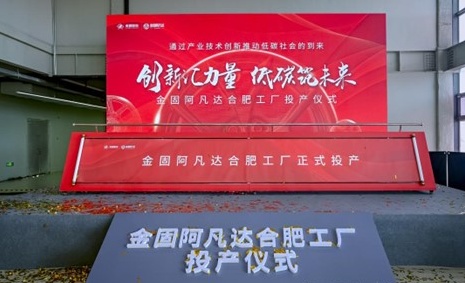 通过产业技术创新推动低碳社会的到来
创新汇力量 低碳筑未来
金固阿凡达合肥工厂投产仪式
金固阿凡达合肥工厂正式投产
金固阿凡达合肥工厂
投产仪式